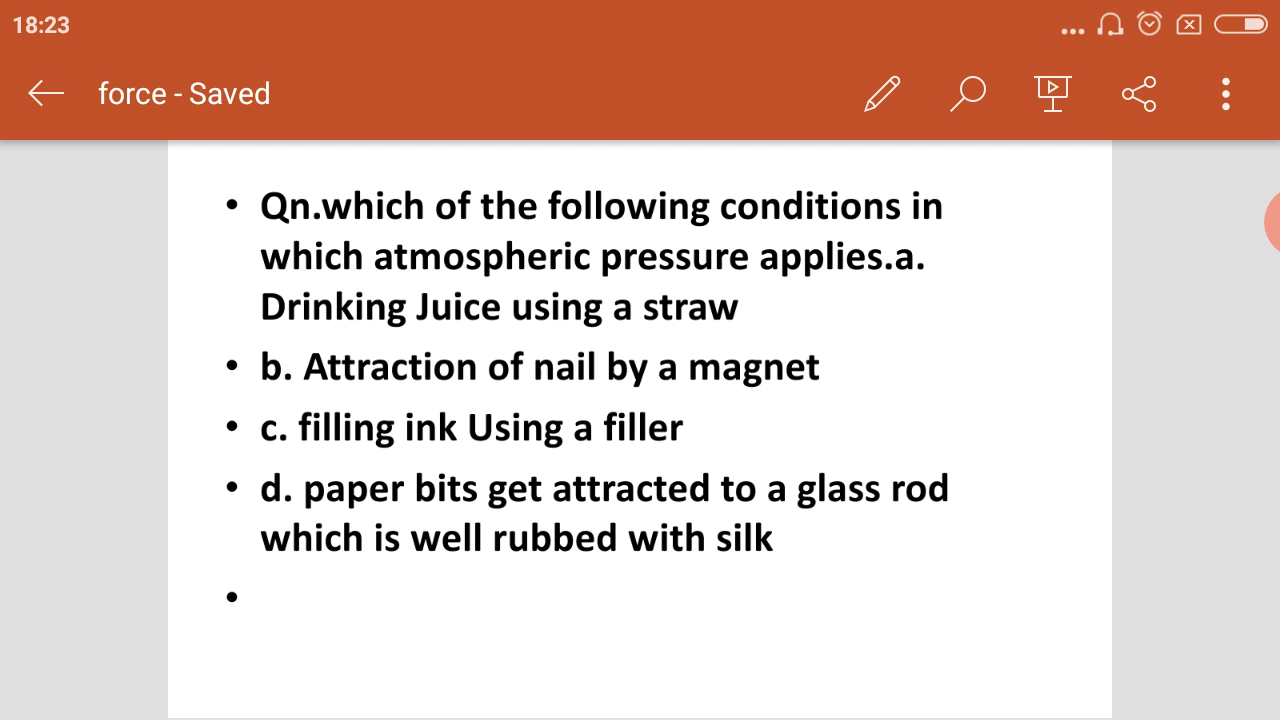 18:23
force - Saved
• Qn.which of the following conditions in
which atmospheric pressure applies.a.
Drinking Juice using a straw
• b. Attraction of nail by a magnet
• c. filling ink Using a filler
• d. paper bits get attracted to a glass rod
which is well rubbed with silk
•